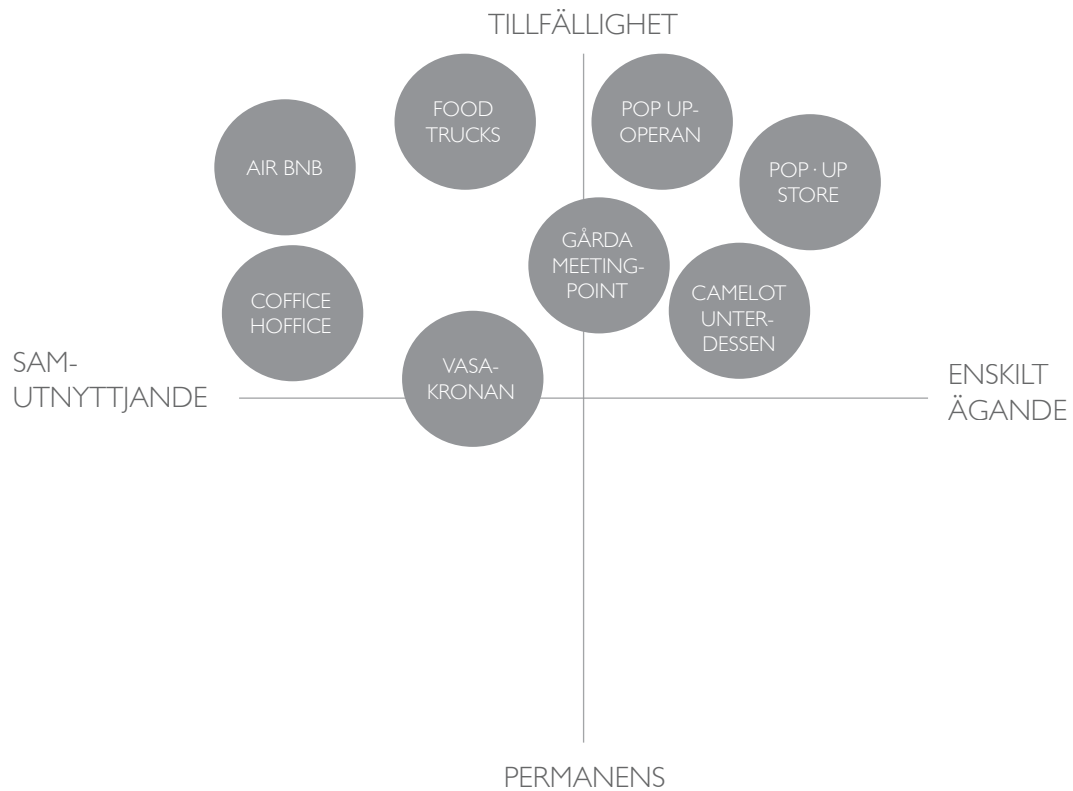 TILLFÄLLIGHET
FOOD
TRUCKS
POP UP-
OPERAN
AIR BNB
POP · UP
STORE
GÅRDA
MEETING-
POINT
COFFICE
HOFFICE
CAMELOT
UNTER-
DESSEN
VASA-
KRONAN
SAM-
UTNYTTJANDE
ENSKILT
ÄGANDE
PERMANENS